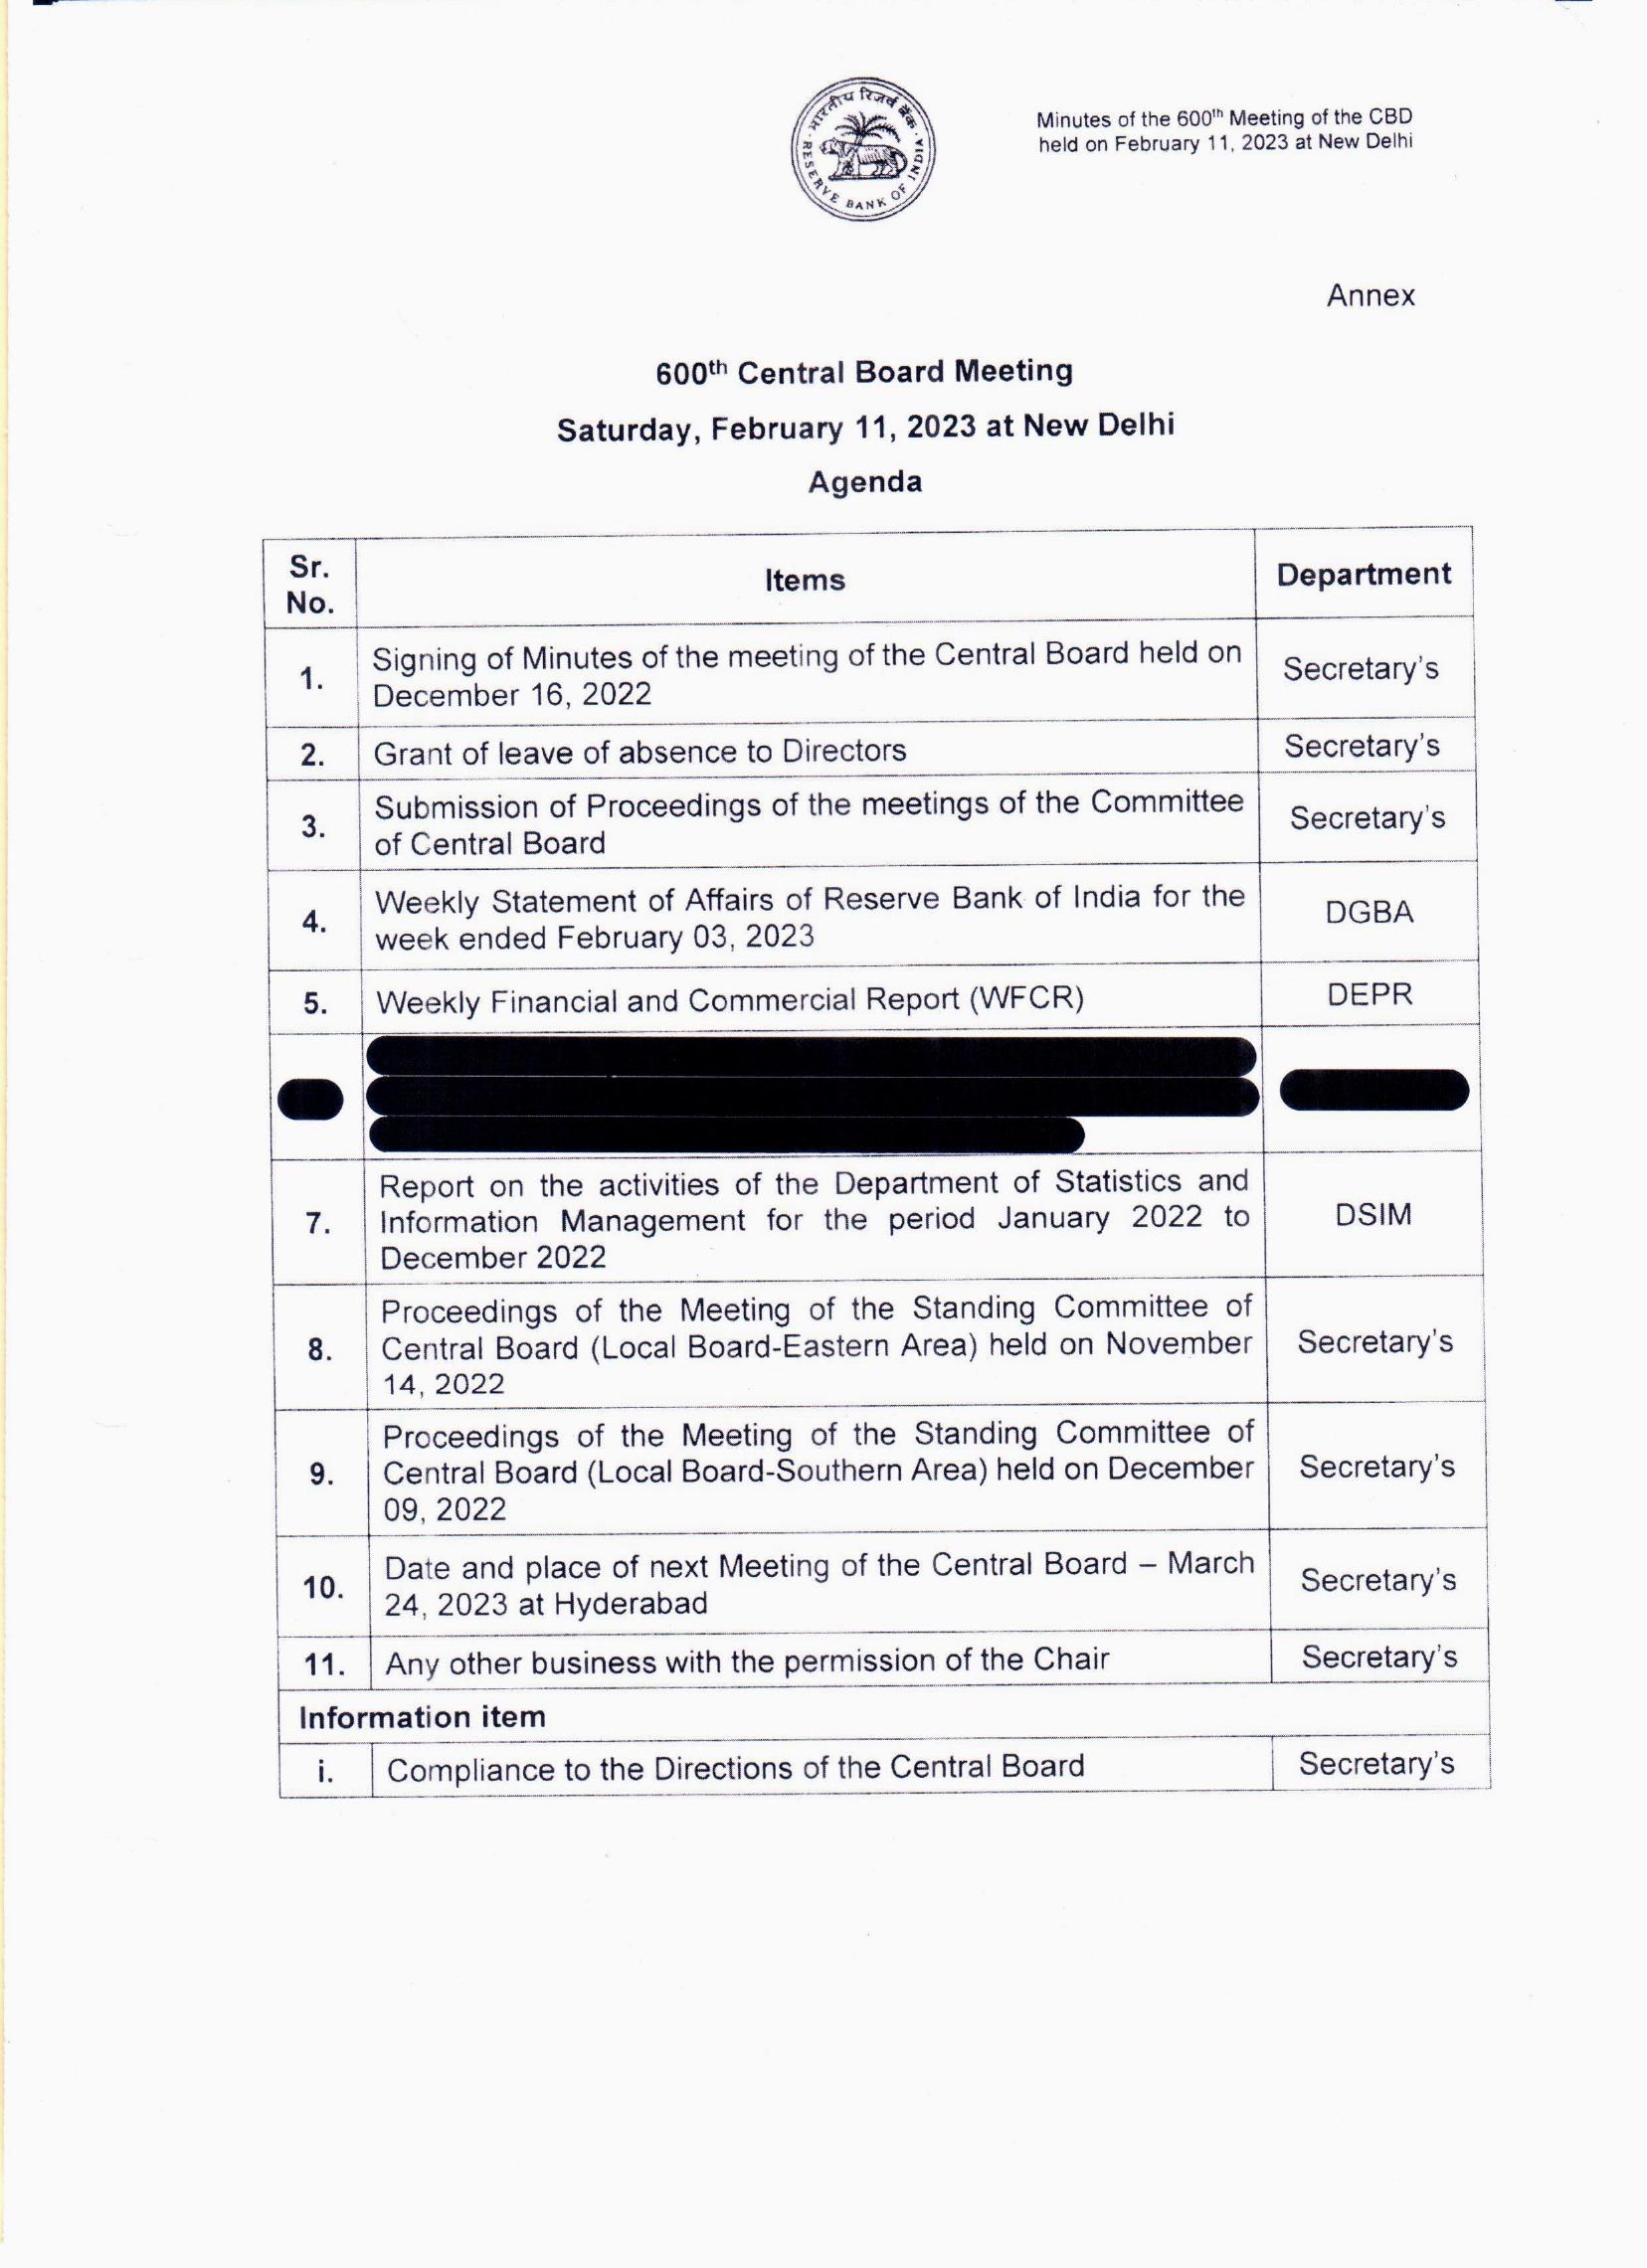 भारतीय रिज़र्व बैंक
RESERVE BANK OF INDIA
Minutes of the 600th Meeting of the CBD
held on February 11, 2023 at New Delhi
Annex
600th Central Board Meeting
Saturday, February 11, 2023 at New Delhi
Agenda
Sr.
No.
Items
Department
1.
Signing of Minutes of the meeting of the Central Board held on
December 16, 2022
Secretary's
2.
Grant of leave of absence to Directors
Secretary's
3.
Submission of Proceedings of the meetings of the Committee
of Central Board
Secretary's
4.
Weekly Statement of Affairs of Reserve Bank of India for the
week ended February 03, 2023
DGBA
5.
Weekly Financial and Commercial Report (WFCR)
DEPR
7.
Report on the activities of the Department of Statistics and
Information Management for the period January 2022 to
December 2022
DSIM
8.
Proceedings of the Meeting of the Standing Committee of
Central Board (Local Board-Eastern Area) held on November
14, 2022
Secretary's
9.
Proceedings of the Meeting of the Standing Committee of
Central Board (Local Board-Southern Area) held on December
09, 2022
Secretary's
10.
Date and place of next Meeting of the Central Board – March
24, 2023 at Hyderabad
Secretary's
11.
Any other business with the permission of the Chair
Secretary's
Information item
i.
Compliance to the Directions of the Central Board
Secretary's